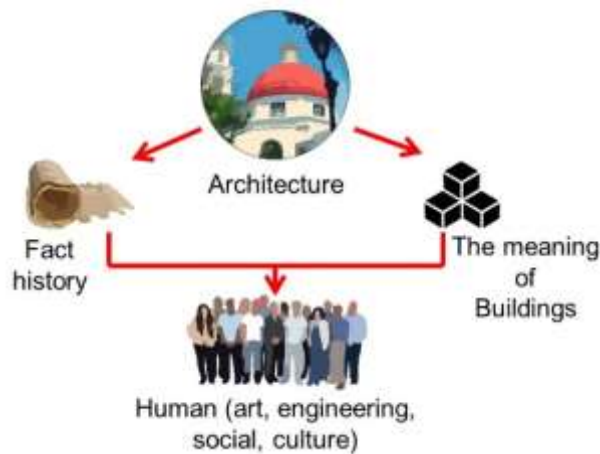 Architecture
Fact
history
The meaning
of
Buildings
Human (art, engineering,
social, culture)